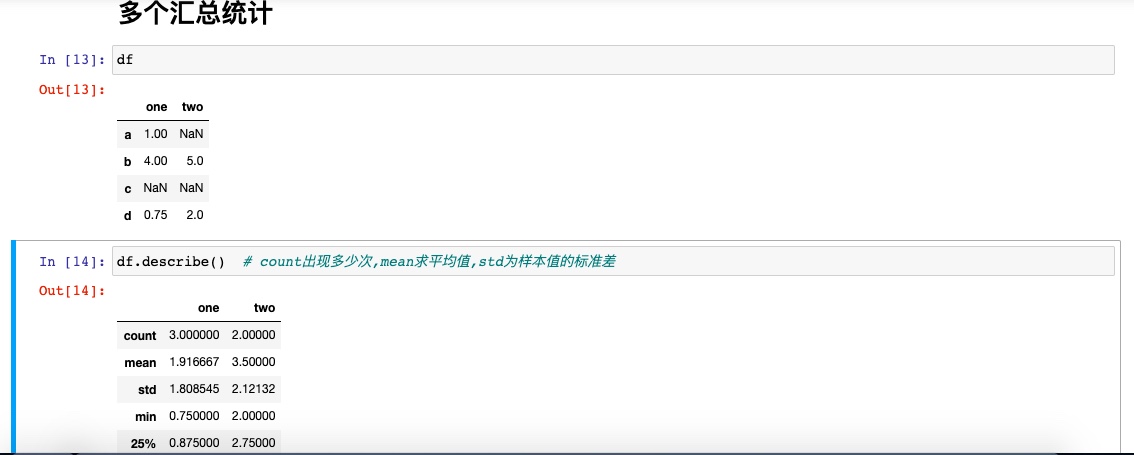 多个汇总统计
In [13]: df
Out[13]:
one two
a 1.00 NaN
b 4.00 5.0
c NaN NaN
d 0.75 2.0
In [14]: df.describe()  # count出现多少次,mean求平均值,std为样本值的标准差
Out[14]:
one two
count 3.000000 2.00000
mean 1.916667 3.50000
std 1.808545 2.12132
min 0.750000 2.00000
25% 0.875000 2.75000